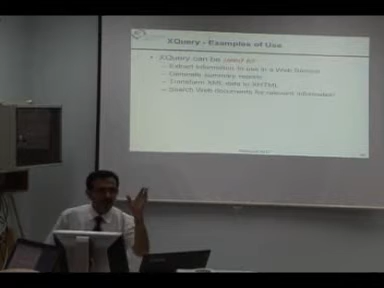 XQuery - Examples of Use
• XQuery can be used to:
– Extract information to use in a Web Service
– Generate summary reports
– Transform XML data to XHTML
– Search Web documents for relevant information